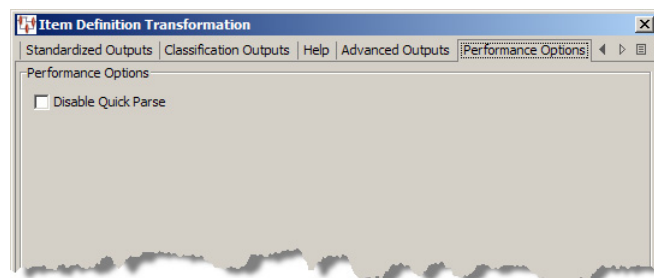 Item Definition Transformation
Standardized Outputs Classification Outputs Help Advanced Outputs Performance Options
Performance Options
Disable Quick Parse